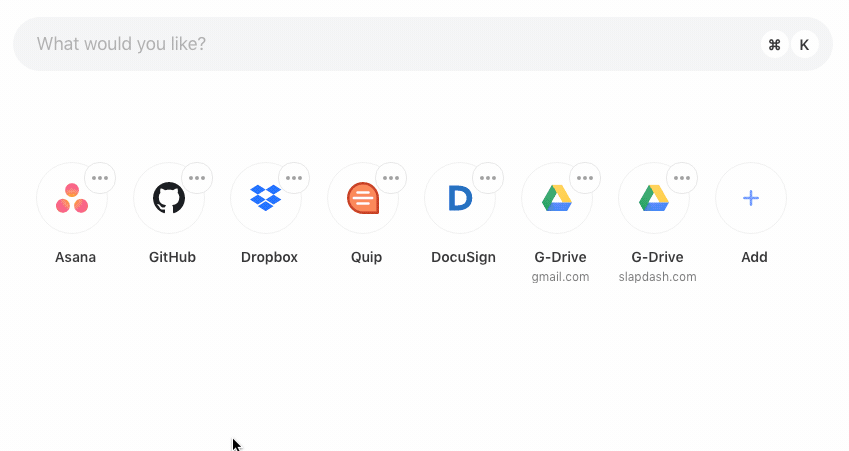 What would you like? ⌘ K
Asana GitHub Dropbox Quip DocuSign G-Drive G-Drive Add
gmail.com slapdash.com